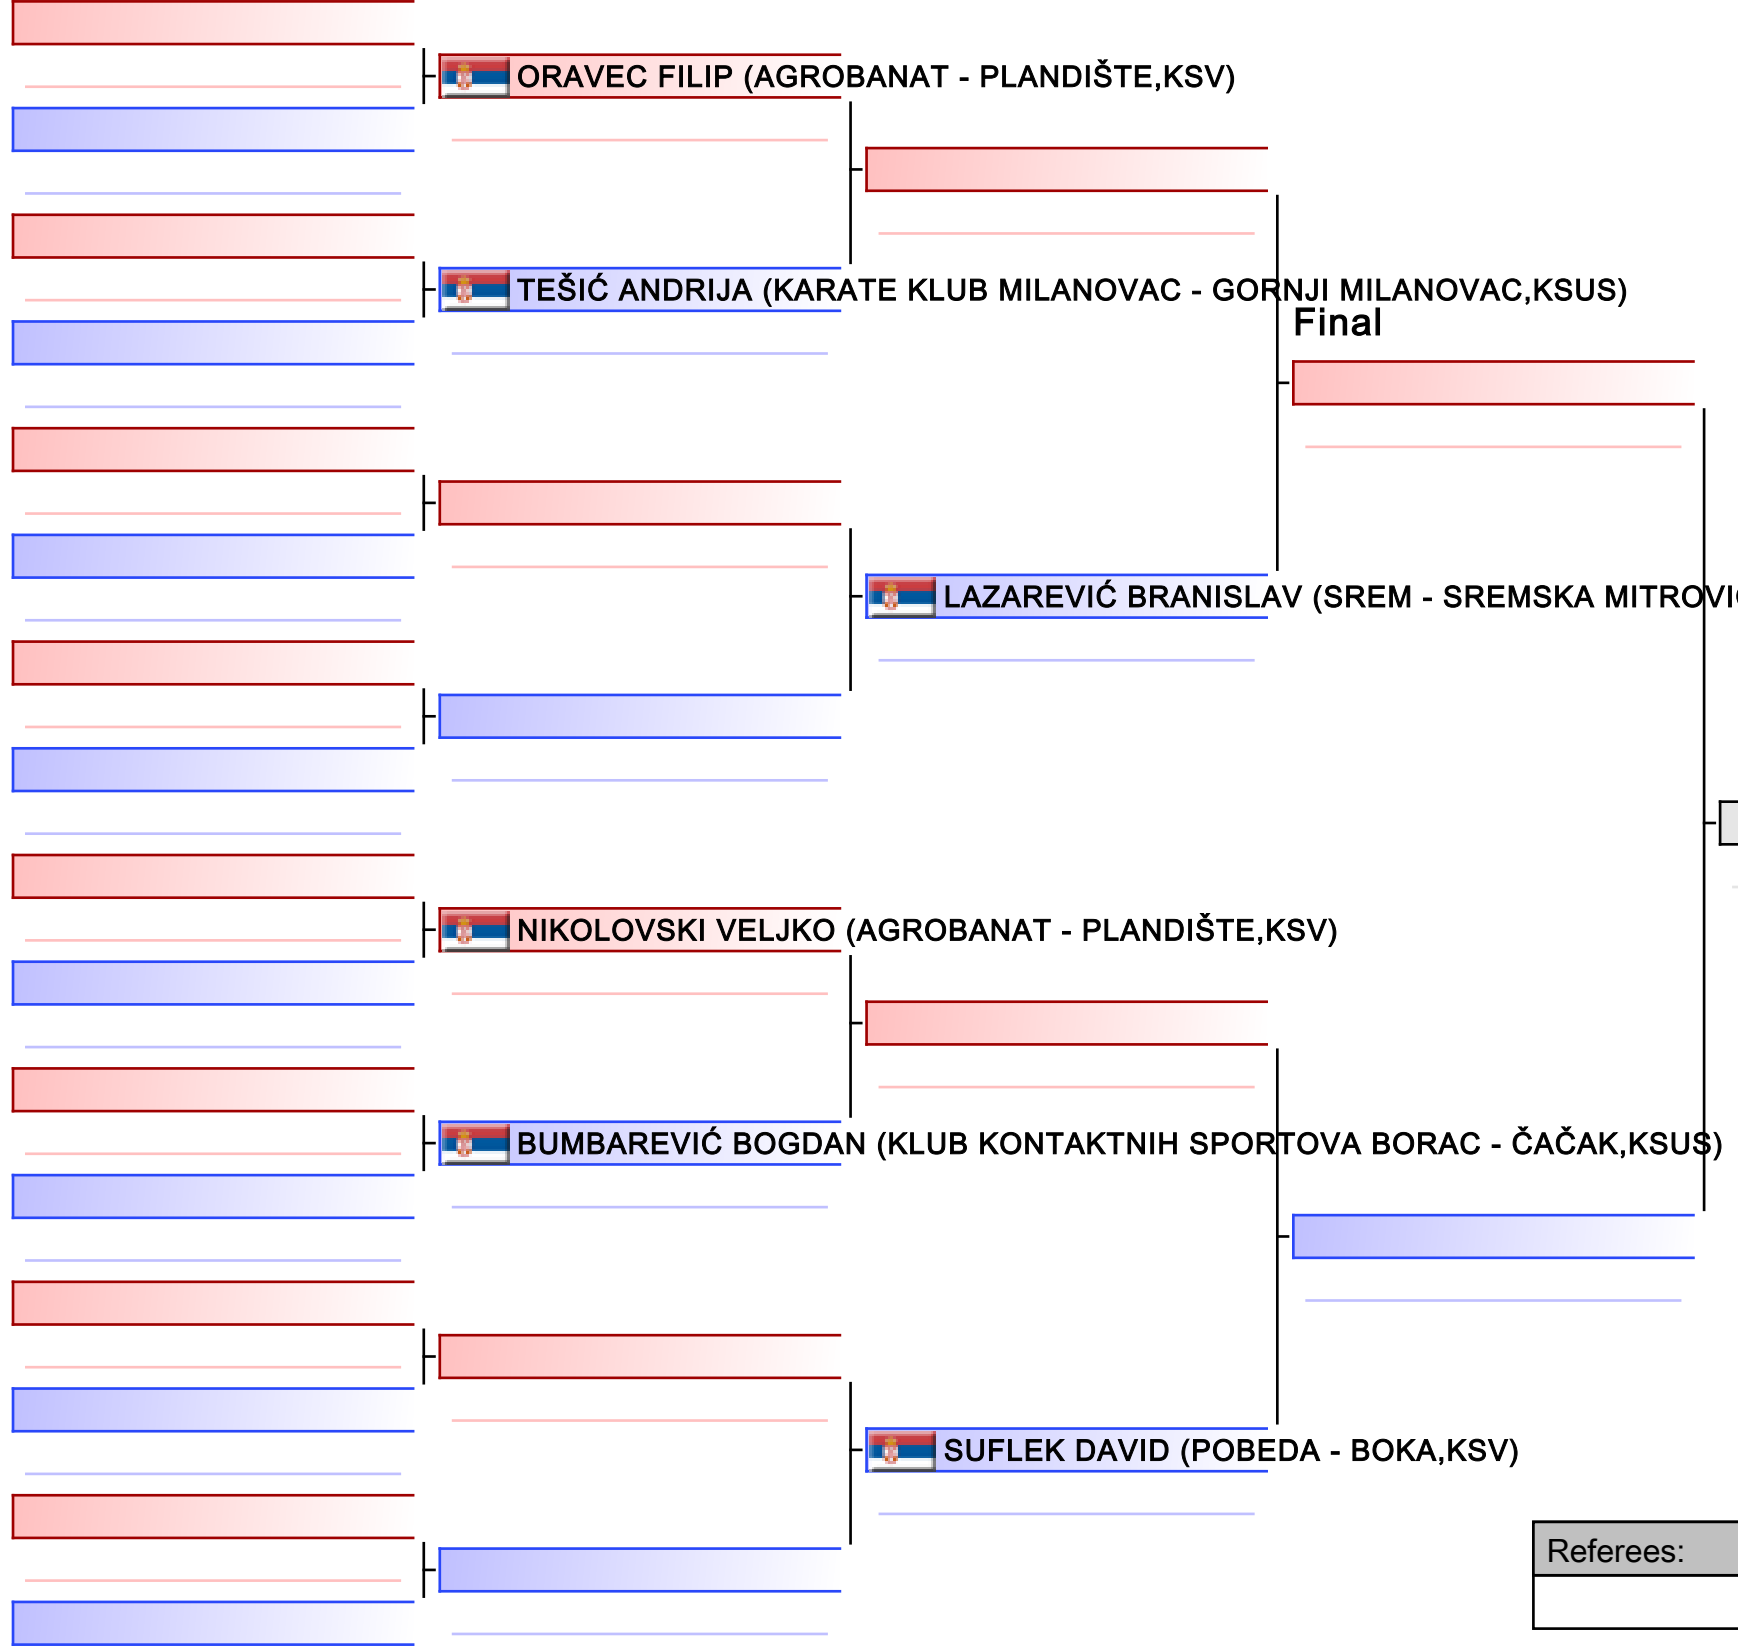 ORAVEC FILIP (AGROBANAT - PLANDIŠTE,KSV)
TEŠIĆ ANDRIJA (KARATE KLUB MILANOVAC - GORNJI MILANOVAC,KSUS)
Final
LAZAREVIĆ BRANISLAV (SREM - SREMSKA
NIKOLOVSKI VELJKO (AGROBANAT - PLANDIŠTE,KSV)
BUMBAREVIĆ BOGDAN (KLUB KONTAKTNIH SPORTOVA BORAC - ČAČAK,KSUS)
SUFLEK DAVID (POBEDA - BOKA,KSV)
Referees: